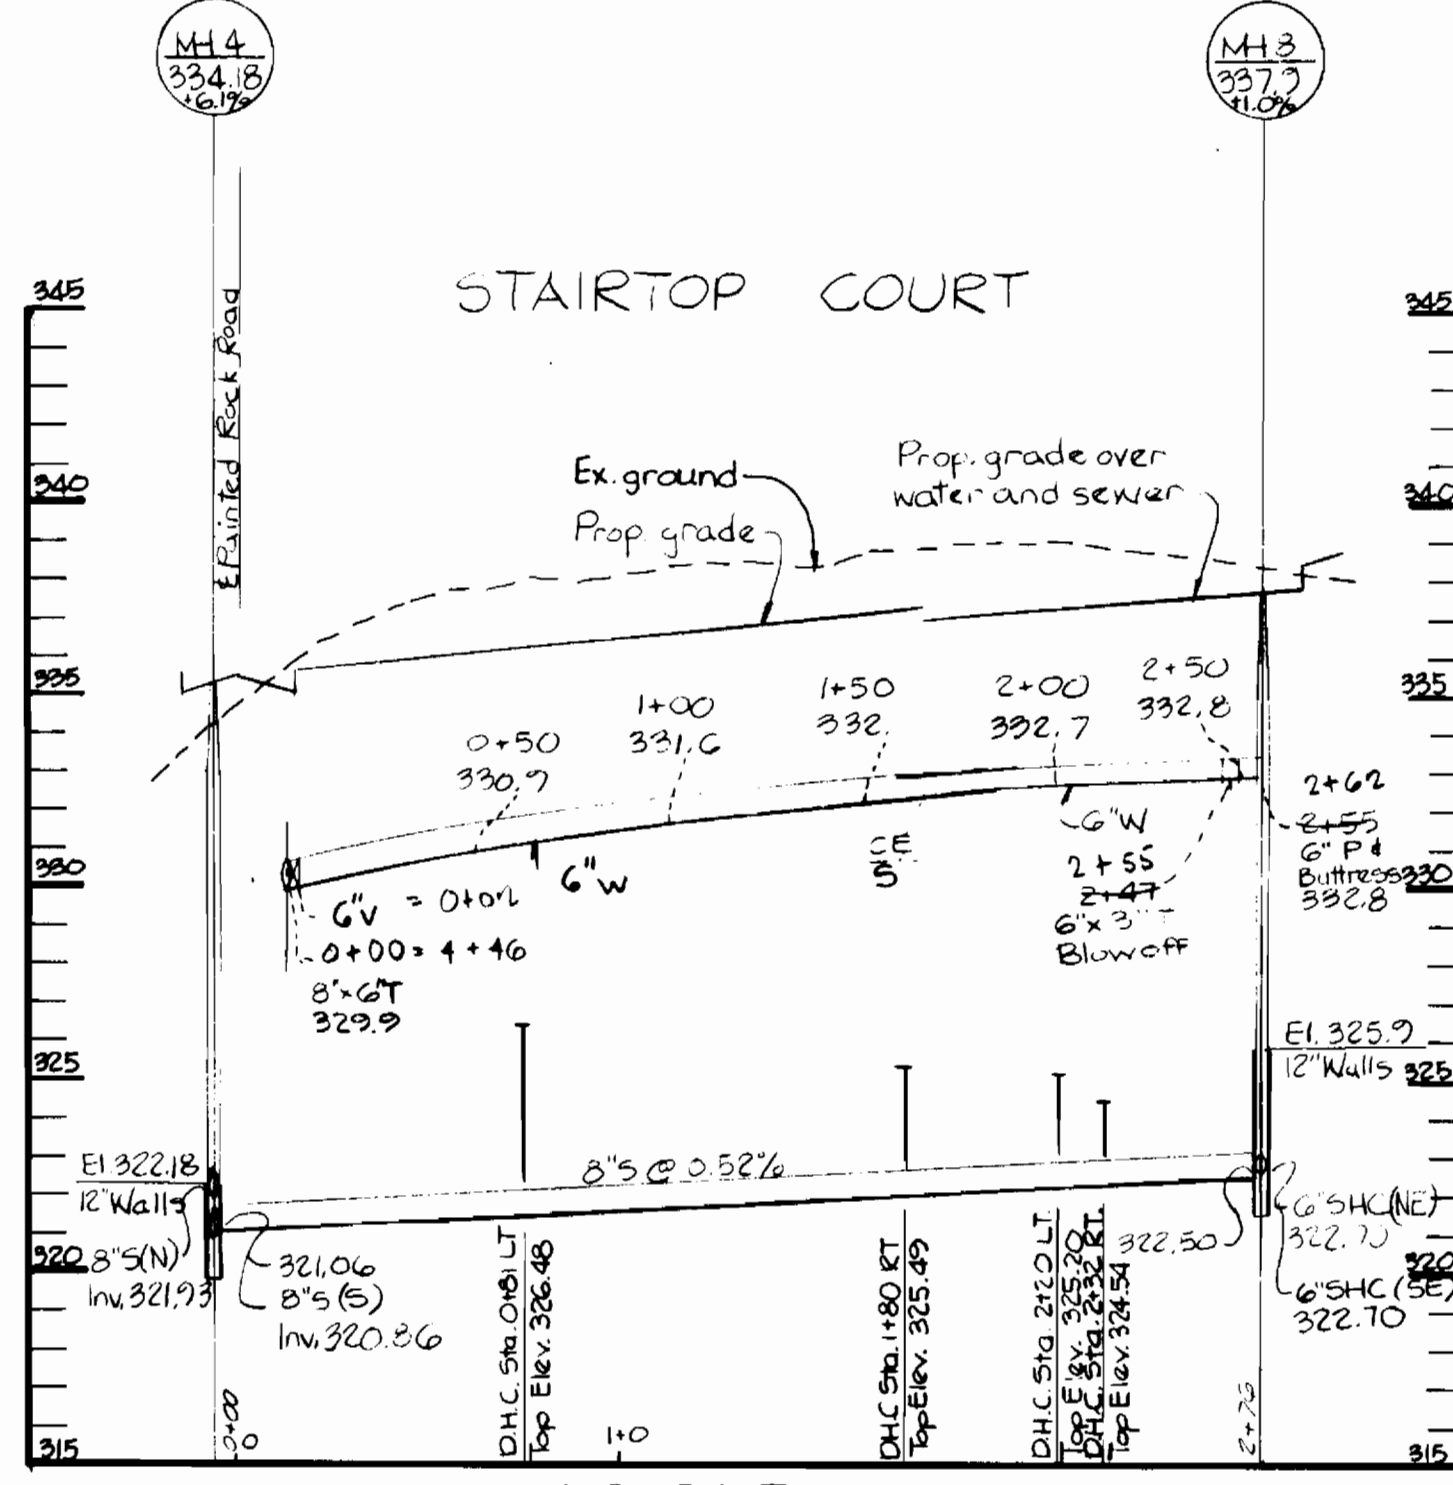 MH 4
334.18
+6.1%
MH 3
337.9
+1.0%
STAIRTOP COURT
℄ Painted Rock Road
345
340
335
330
325
320
315
345
340
335
330
325
320
315
Ex. ground
Prop. grade
Prop. grade over
water and sewer
0+50
330.9
1+00
331.6
1+50
332.
2+00
332.7
2+50
332.8
6"V = 0+02
0+00 = 4+46
8"x6"T
329.9
6"W
CE
5
6"W
2+55
2+47
6"x3" T
Blowoff
2+62
2+55
6" P &
Buttress
332.8
El. 325.9
12" Walls
El. 322.18
12" Walls
8"S(N)
Inv. 321.93
321.06
8"S(S)
Inv. 320.86
8"S @ 0.52%
322.50
6"SHC(NE)
322.70
6"SHC(SE)
322.70
D.H.C. Sta. 0+81 LT
Top Elev. 326.48
DHC Sta. 1+80 RT
Top Elev. 325.49
D.H.C. Sta. 2+20 LT.
Top Elev. 325.20
DH.C. Sta. 2+32 RT.
Top Elev. 324.54
0+00
0
1+0
2+76